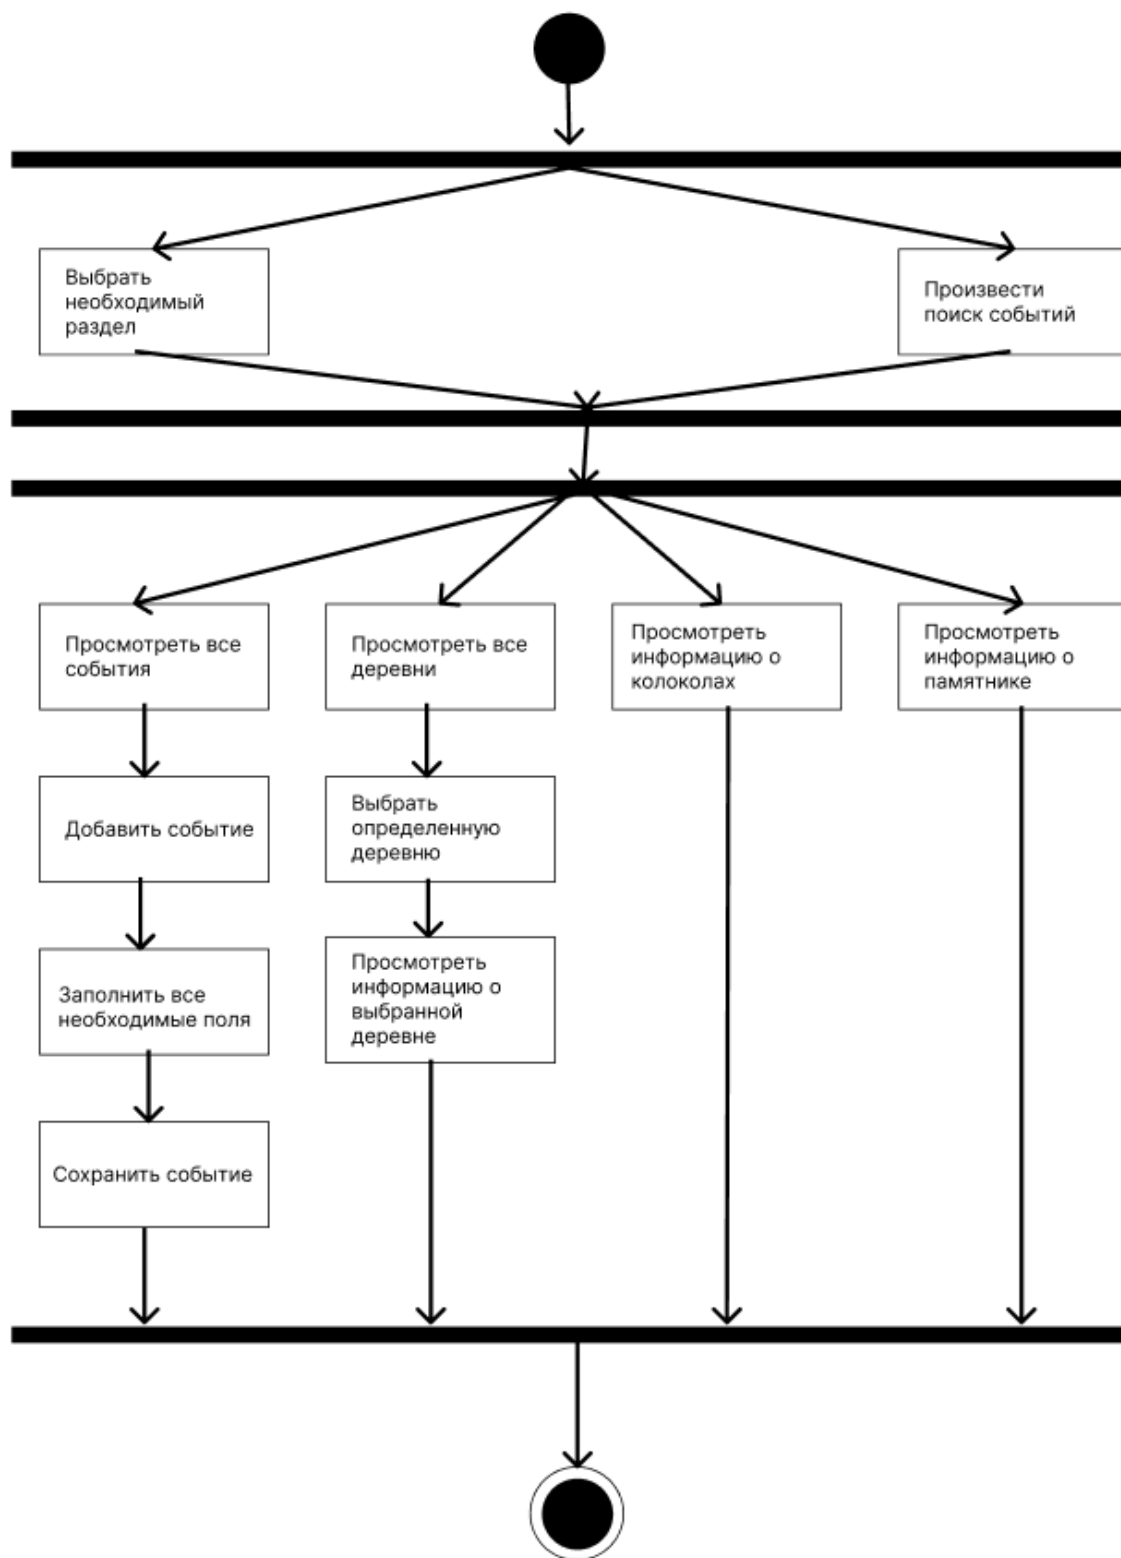 Выбрать
необходимый
раздел
Произвести
поиск событий
Просмотреть все
события
Просмотреть все
деревни
Просмотреть
информацию о
колоколах
Просмотреть
информацию о
памятнике
Добавить событие
Выбрать
определенную
деревню
Заполнить все
необходимые поля
Просмотреть
информацию о
выбранной
деревне
Сохранить событие